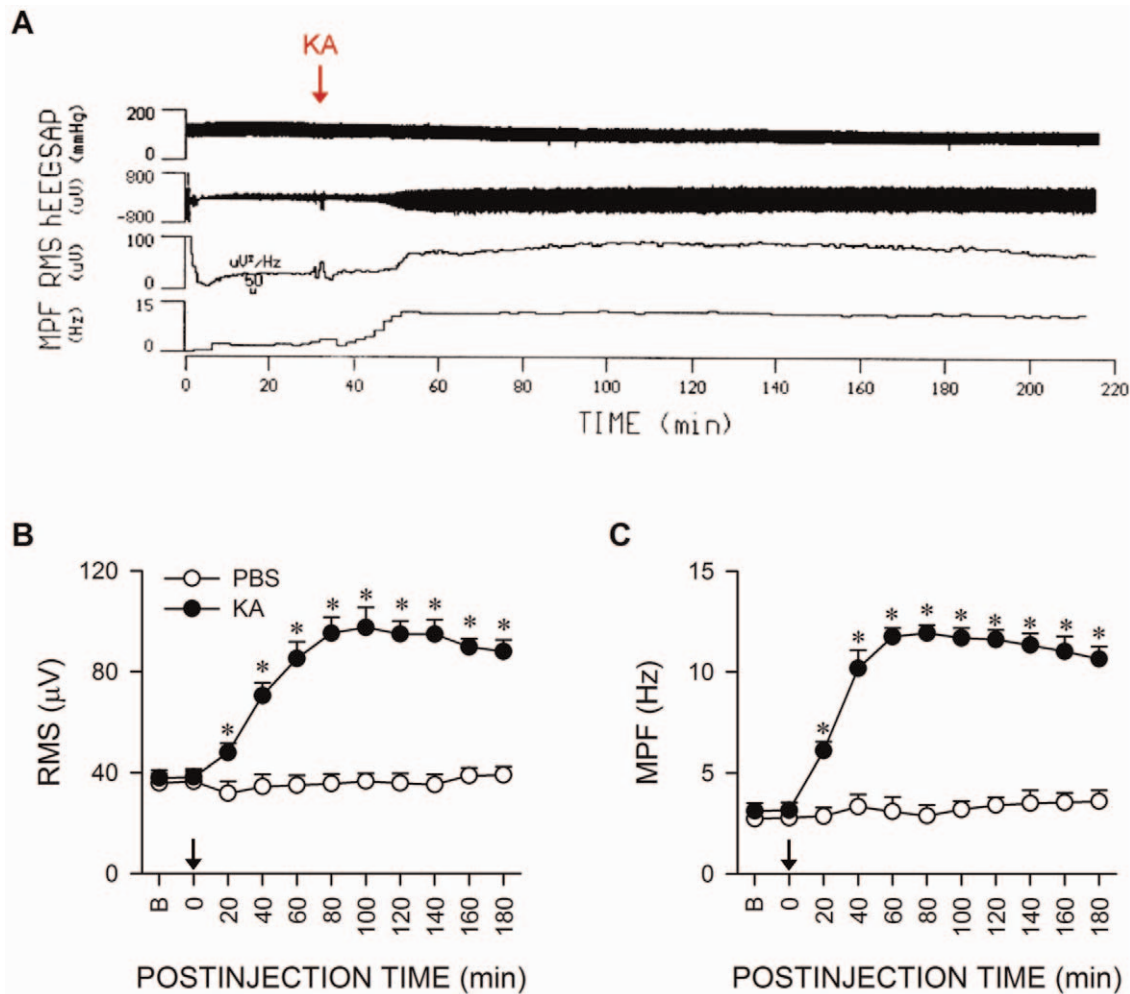 A
KA
SAP
(mmHg)
200
0
hEEG
(uV)
800
-800
RMS
(uV)
100
0
uV²/Hz
50
0
MPF
(Hz)
15
0
0 20 40 60 80 100 120 140 160 180 200 220
TIME (min)
B
PBS
KA
120
80
40
0
RMS (μV)
* * * * * * * * *
B 0 20 40 60 80 100 120 140 160 180
POSTINJECTION TIME (min)
C
15
10
5
0
MPF (Hz)
* * * * * * * * *
B 0 20 40 60 80 100 120 140 160 180
POSTINJECTION TIME (min)